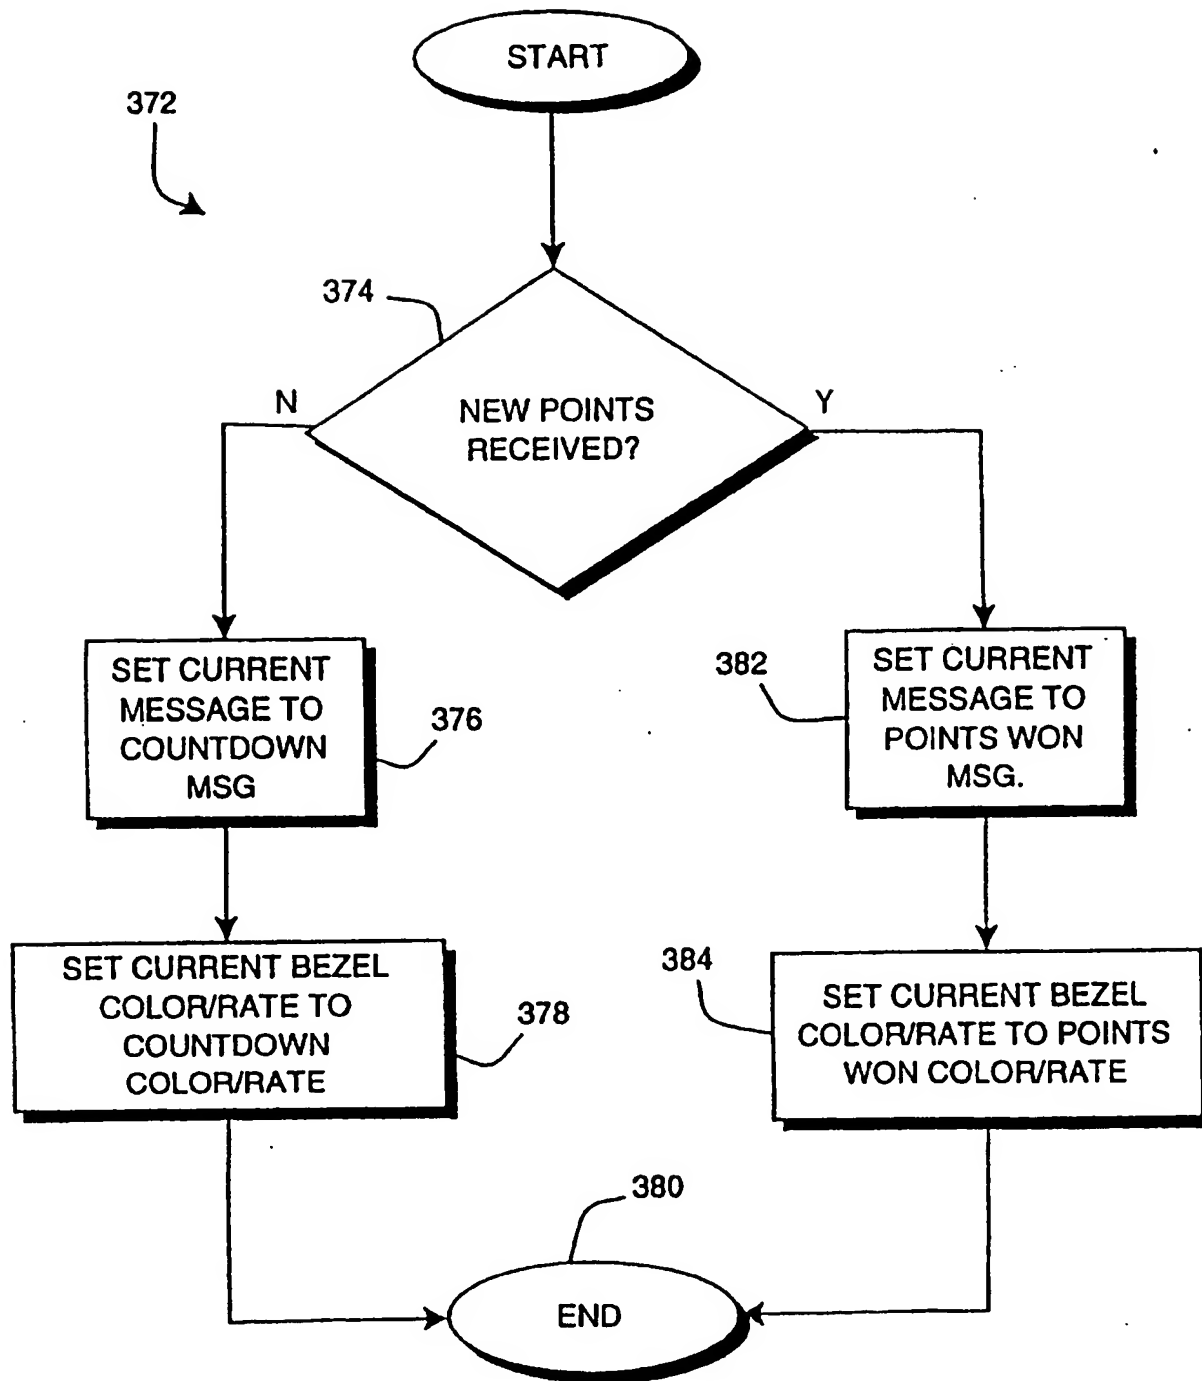 START
372
374
N
Y
NEW POINTS
RECEIVED?
SET CURRENT
MESSAGE TO
COUNTDOWN
MSG
376
382
SET CURRENT
MESSAGE TO
POINTS WON
MSG.
SET CURRENT BEZEL
COLOR/RATE TO
COUNTDOWN
COLOR/RATE
378
384
SET CURRENT BEZEL
COLOR/RATE TO POINTS
WON COLOR/RATE
380
END